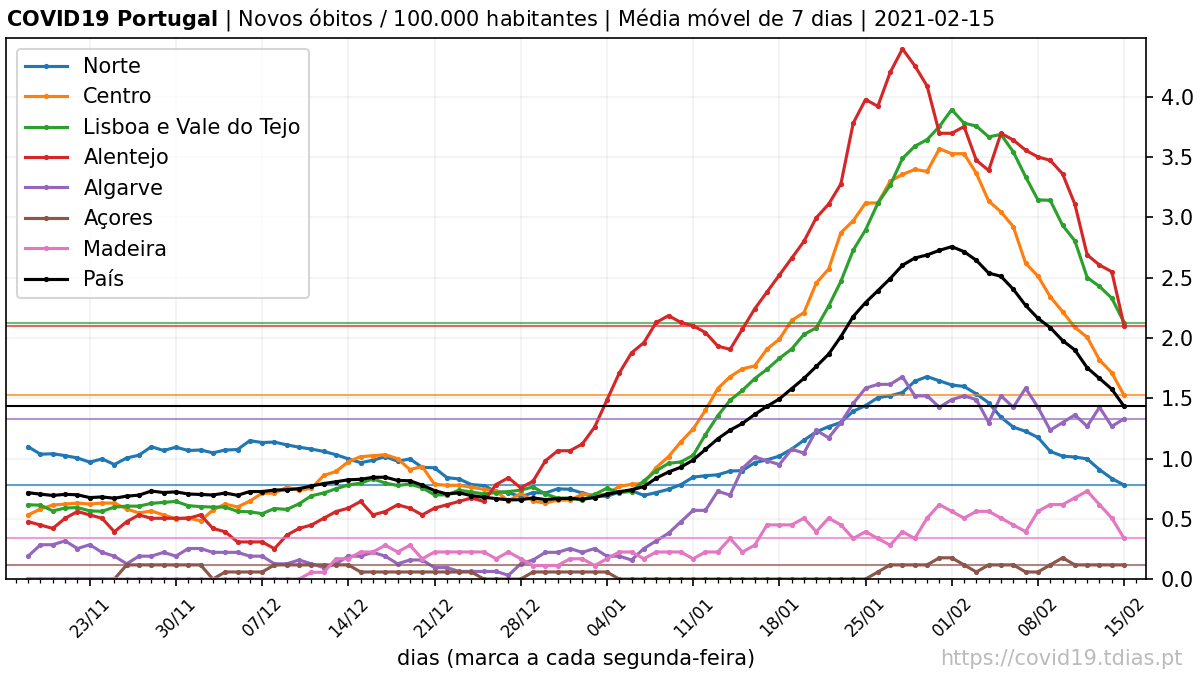 COVID19 Portugal | Novos óbitos / 100.000 habitantes | Média móvel de 7 dias | 2021-02-15
Norte
Centro
Lisboa e Vale do Tejo
Alentejo
Algarve
Açores
Madeira
País
4.0
3.5
3.0
2.5
2.0
1.5
1.0
0.5
0.0
23/11
30/11
07/12
14/12
21/12
28/12
04/01
11/01
18/01
25/01
01/02
08/02
15/02
dias (marca a cada segunda-feira)
https://covid19.tdias.pt